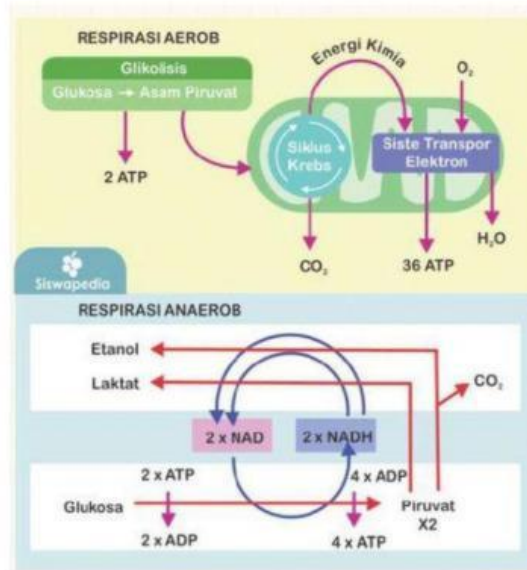 RESPIRASI AEROB
Glikolisis
Glukosa → Asam Piruvat
2 ATP
Energi Kimia
O₂
Siklus
Krebs
Siste Transpor
Elektron
CO₂
36 ATP
H₂O
Siswapedia
RESPIRASI ANAEROB
Etanol
Laktat
CO₂
2 x NAD
2 x NADH
2 x ATP
4 x ADP
Glukosa
Piruvat
X2
2 x ADP
4 x ATP